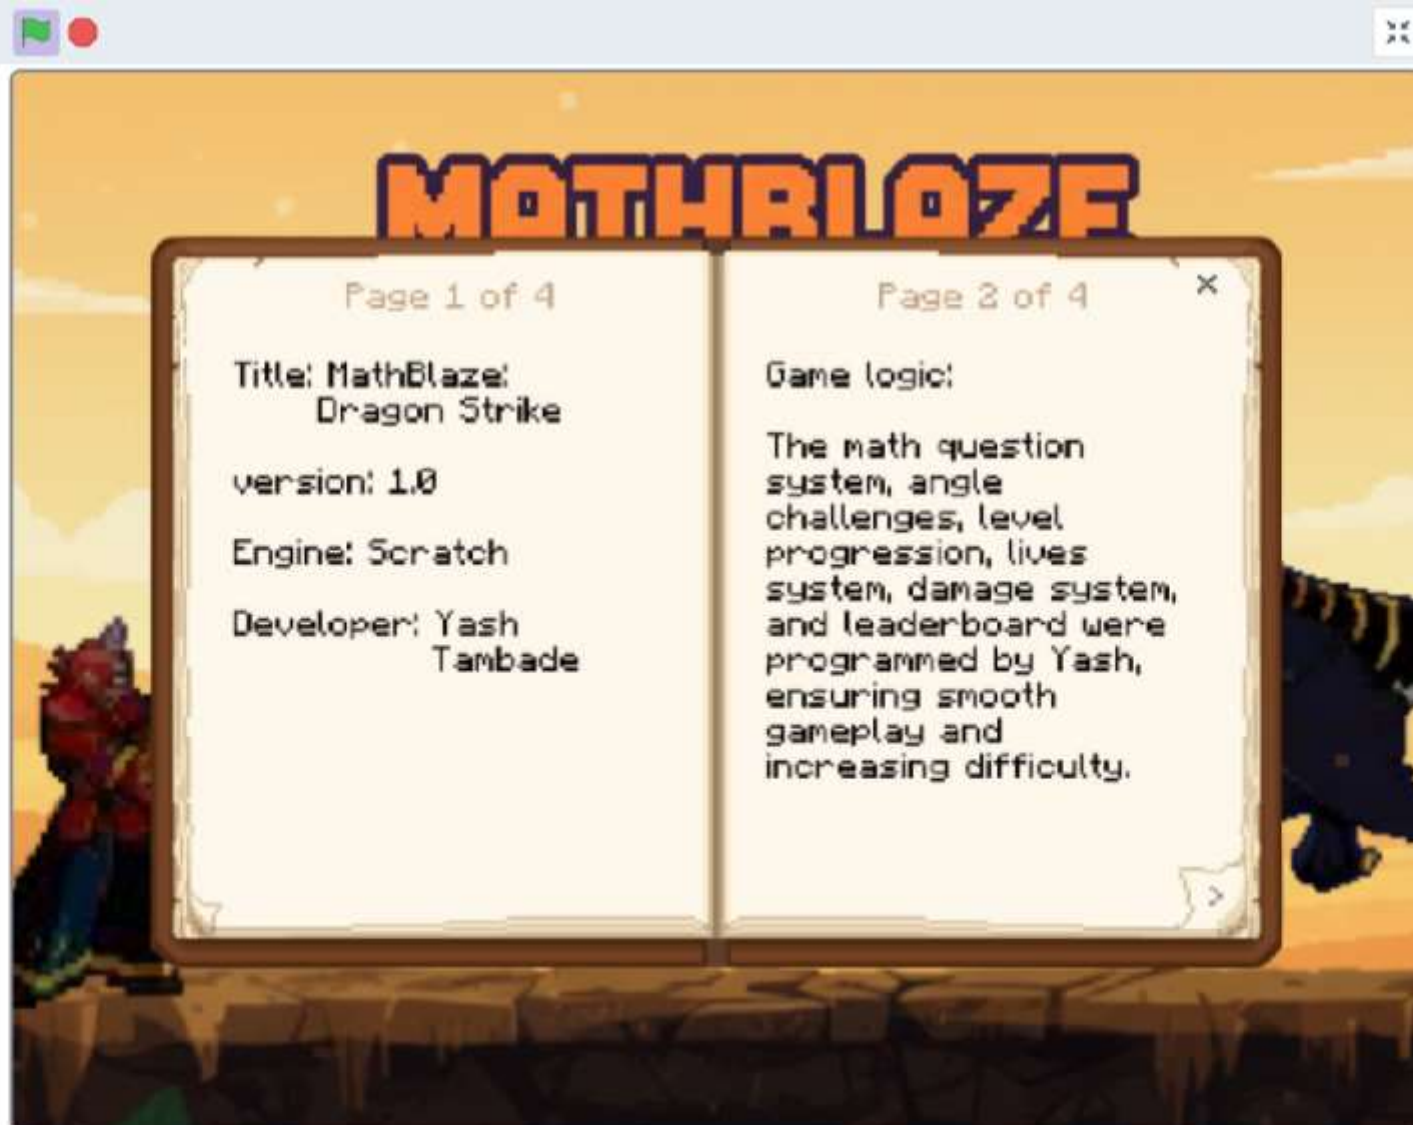 MATHBLAZE
Page 1 of 4
Title: MathBlaze:
Dragon Strike
version: 1.0
Engine: Scratch
Developer: Yash
Tambade
Page 2 of 4
×
Game logic:
The math question
system, angle
challenges, level
progression, lives
system, damage system,
and leaderboard were
programmed by Yash,
ensuring smooth
gameplay and
increasing difficulty.
>